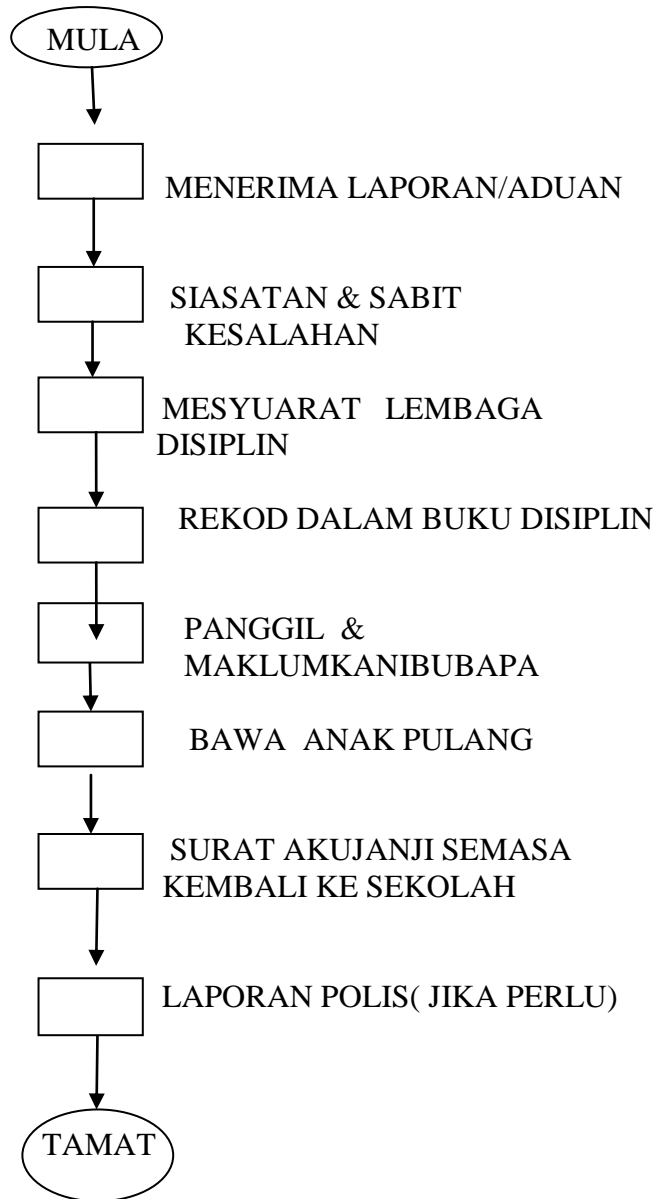 MULA
MENERIMA LAPORAN/ADUAN
SIASATAN & SABIT
KESALAHAN
MESYUARAT LEMBAGA
DISIPLIN
REKOD DALAM BUKU DISIPLIN
PANGGIL &
MAKLUMKANIBUBAPA
BAWA ANAK PULANG
SURAT AKUJANJI SEMASA
KEMBALI KE SEKOLAH
LAPORAN POLIS( JIKA PERLU)
TAMAT